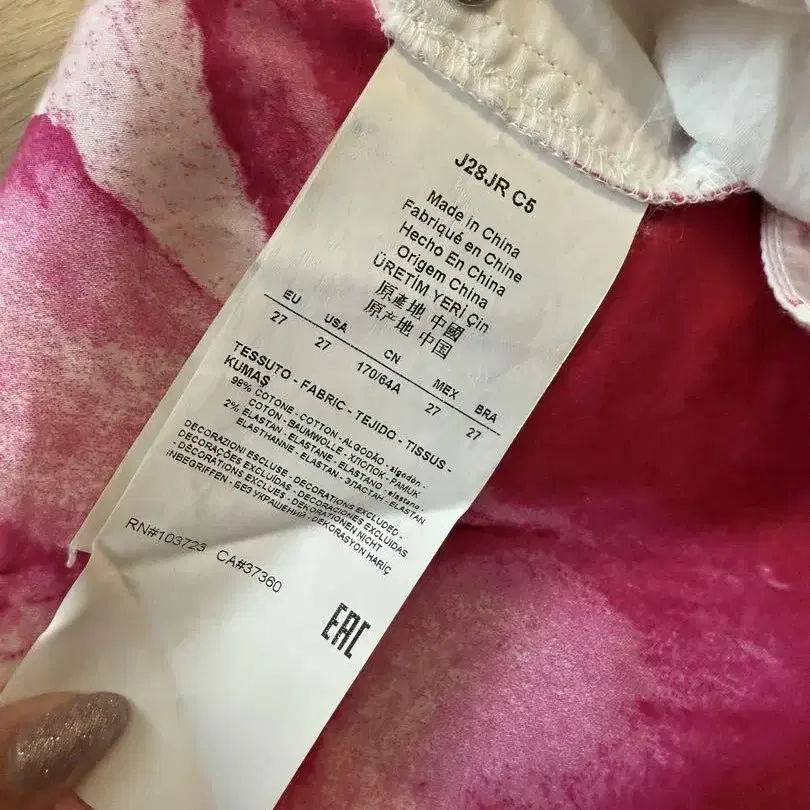 J28JR C5
Made in China
Fabriqué en Chine
Hecho En China
Origem China
ÜRETİM YERİ Çin
原產地 中國
原产地 中国
EU USA CN MEX BRA
27 27 170/64A 27 27
TESSUTO - FABRIC - TEJIDO - TISSUS -
KUMAŞ
98% COTONE - COTTON - ALGODÃO - algodón -
COTON - BAUMWOLLE - ХЛОПОК - PAMUK
2% ELASTAN - ELASTANE - ELASTANO - elastano -
ELASTHANNE - ELASTAN - ЭЛАСТАН - ELASTAN
DECORAZIONI ESCLUSE - DECORATIONS EXCLUDED -
DECORAÇÕES EXCLUÍDAS - DECORACIONES EXCLUIDAS
- DÉCORATIONS EXCLUES - DEKORATIONEN NICHT
INBEGRIFFEN - БЕЗ УКРАШЕНИЙ - DEKORASYON HARİÇ
RN#103723 CA#37360
EAC